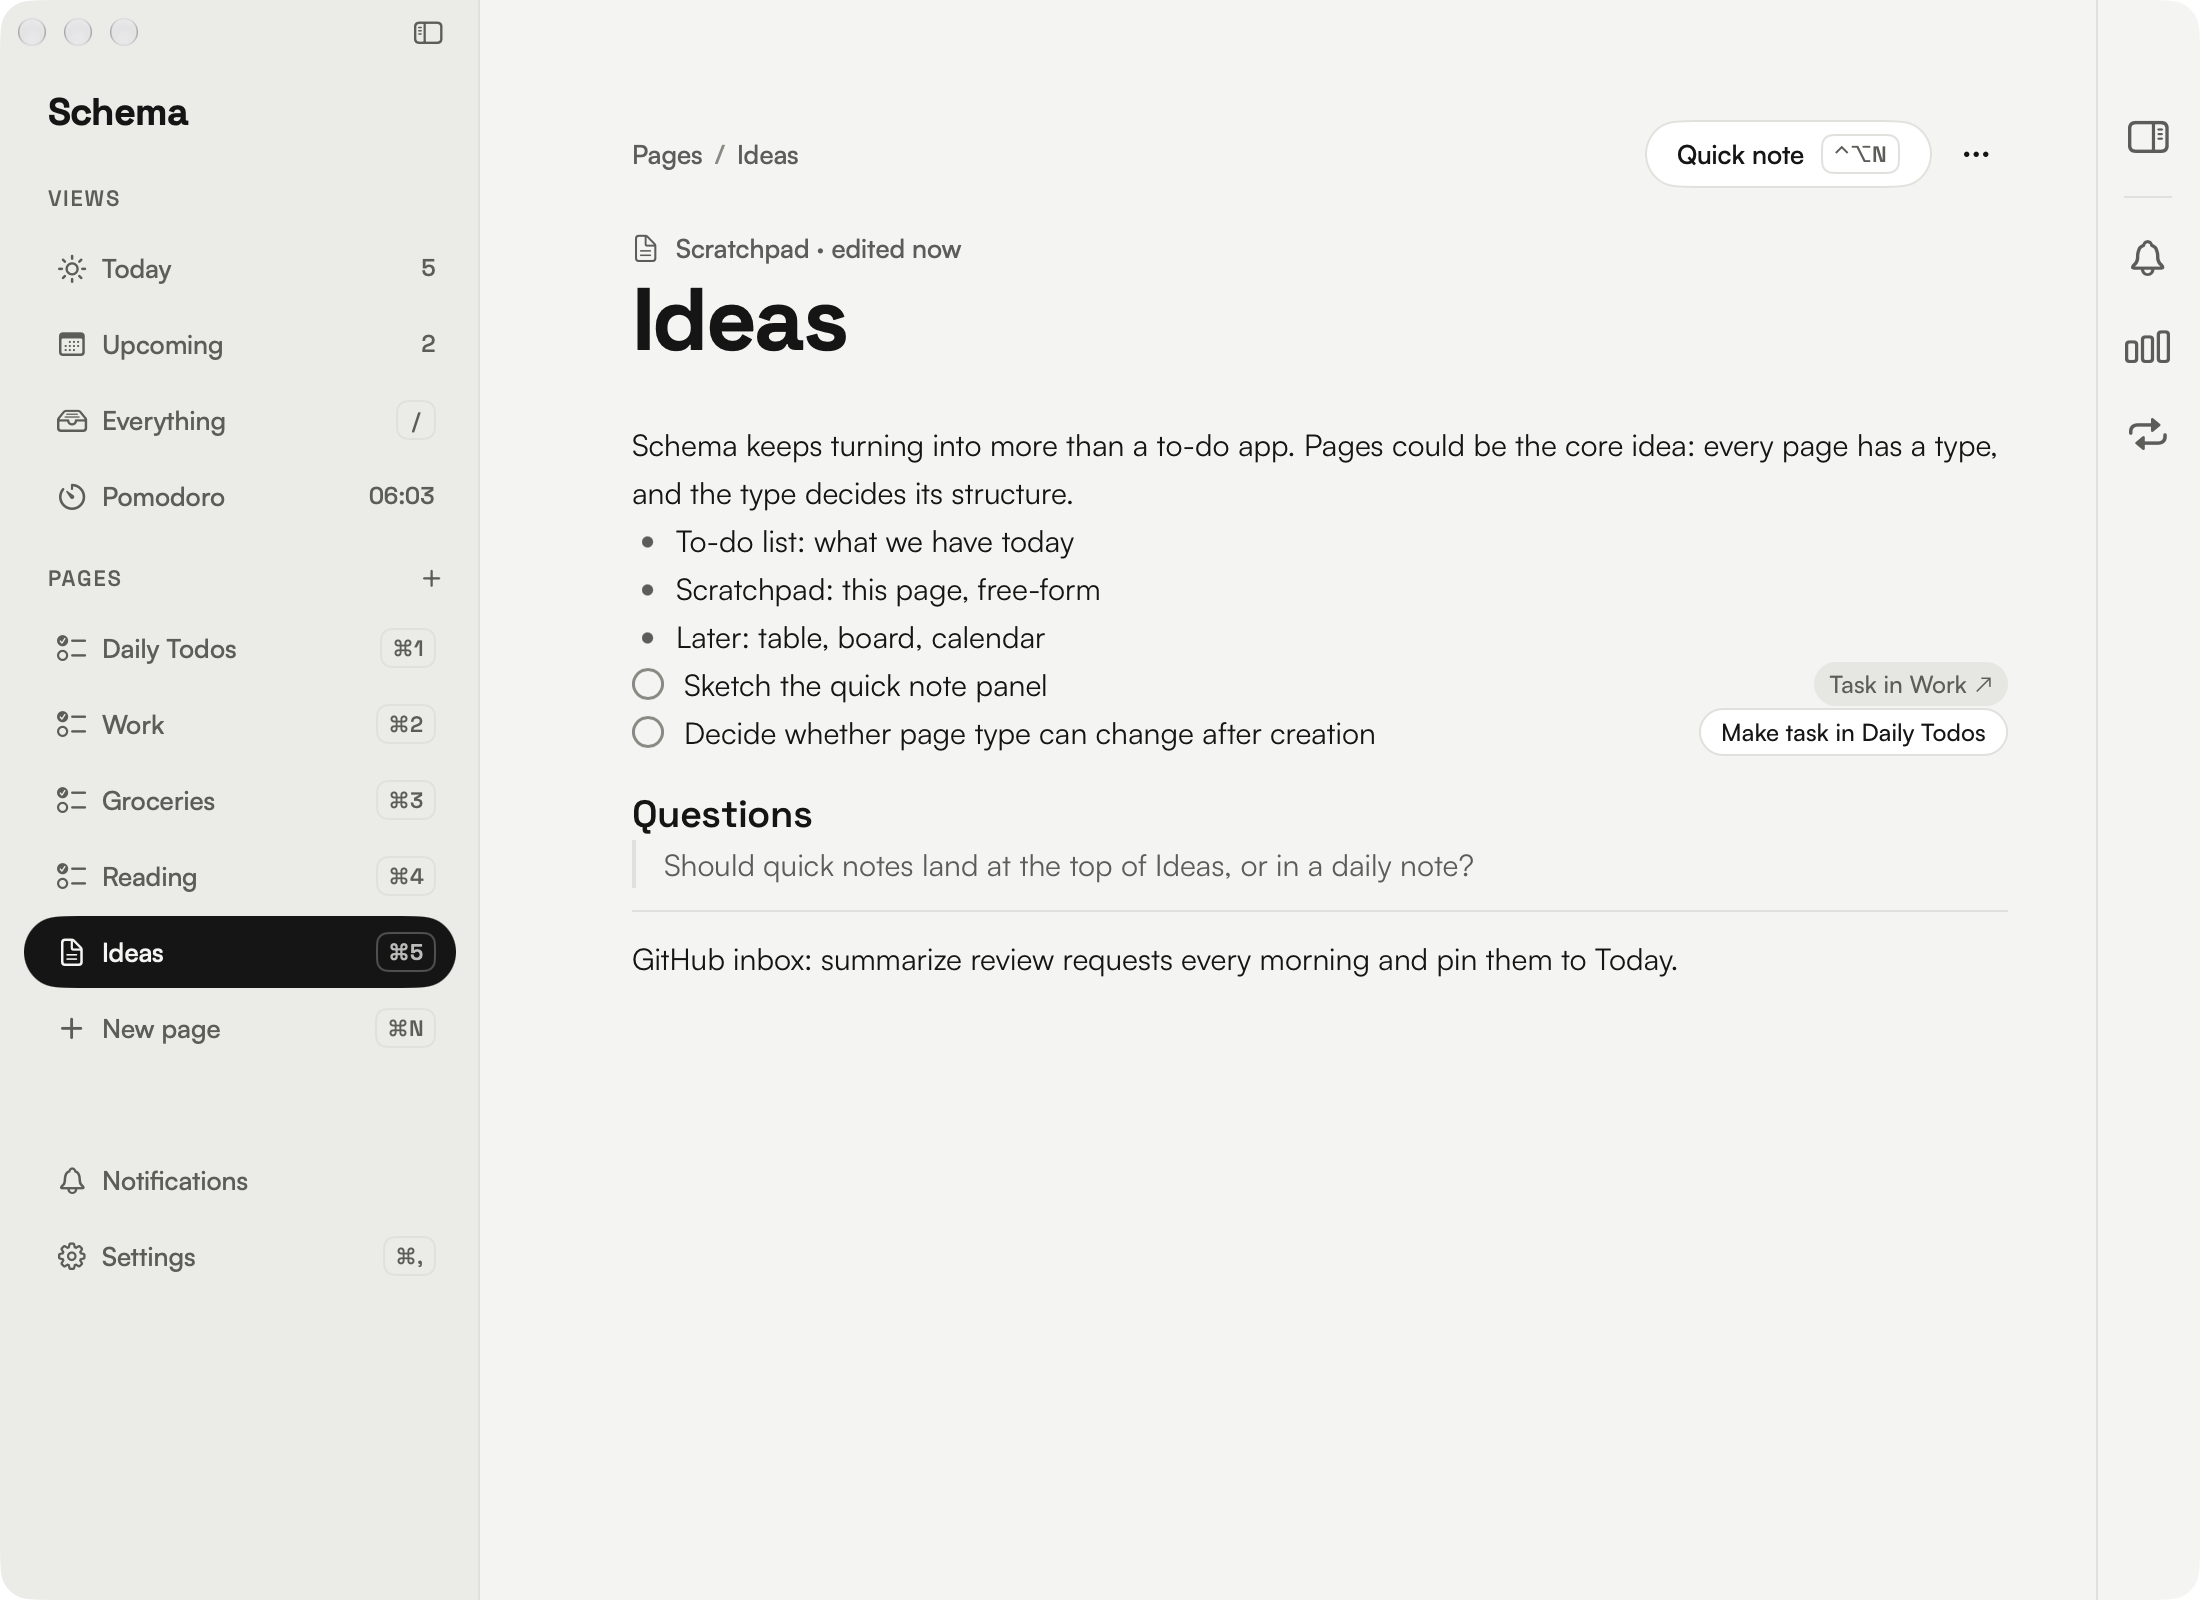 Schema
VIEWS
Today 5
Upcoming 2
Everything /
Pomodoro 06:03
PAGES
Daily Todos ⌘1
Work ⌘2
Groceries ⌘3
Reading ⌘4
Ideas ⌘5
New page ⌘N
Notifications
Settings ⌘,
Pages / Ideas
Quick note ^⌥N
Scratchpad · edited now
Ideas
Schema keeps turning into more than a to-do app. Pages could be the core idea: every page has a type,
and the type decides its structure.
• To-do list: what we have today
• Scratchpad: this page, free-form
• Later: table, board, calendar
Sketch the quick note panel Task in Work ↗
Decide whether page type can change after creation Make task in Daily Todos
Questions
Should quick notes land at the top of Ideas, or in a daily note?
GitHub inbox: summarize review requests every morning and pin them to Today.